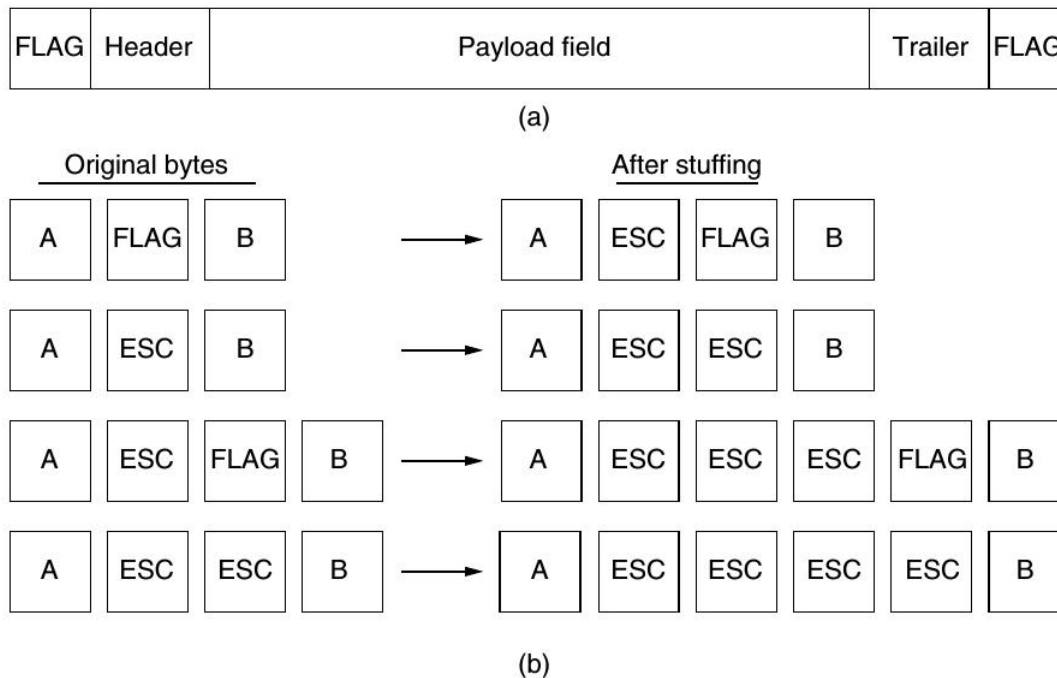 FLAG Header Payload field Trailer FLAG
(a)
Original bytes After stuffing
A FLAG B A ESC FLAG B
A ESC B A ESC ESC B
A ESC FLAG B A ESC ESC ESC FLAG B
A ESC ESC B A ESC ESC ESC ESC B
(b)